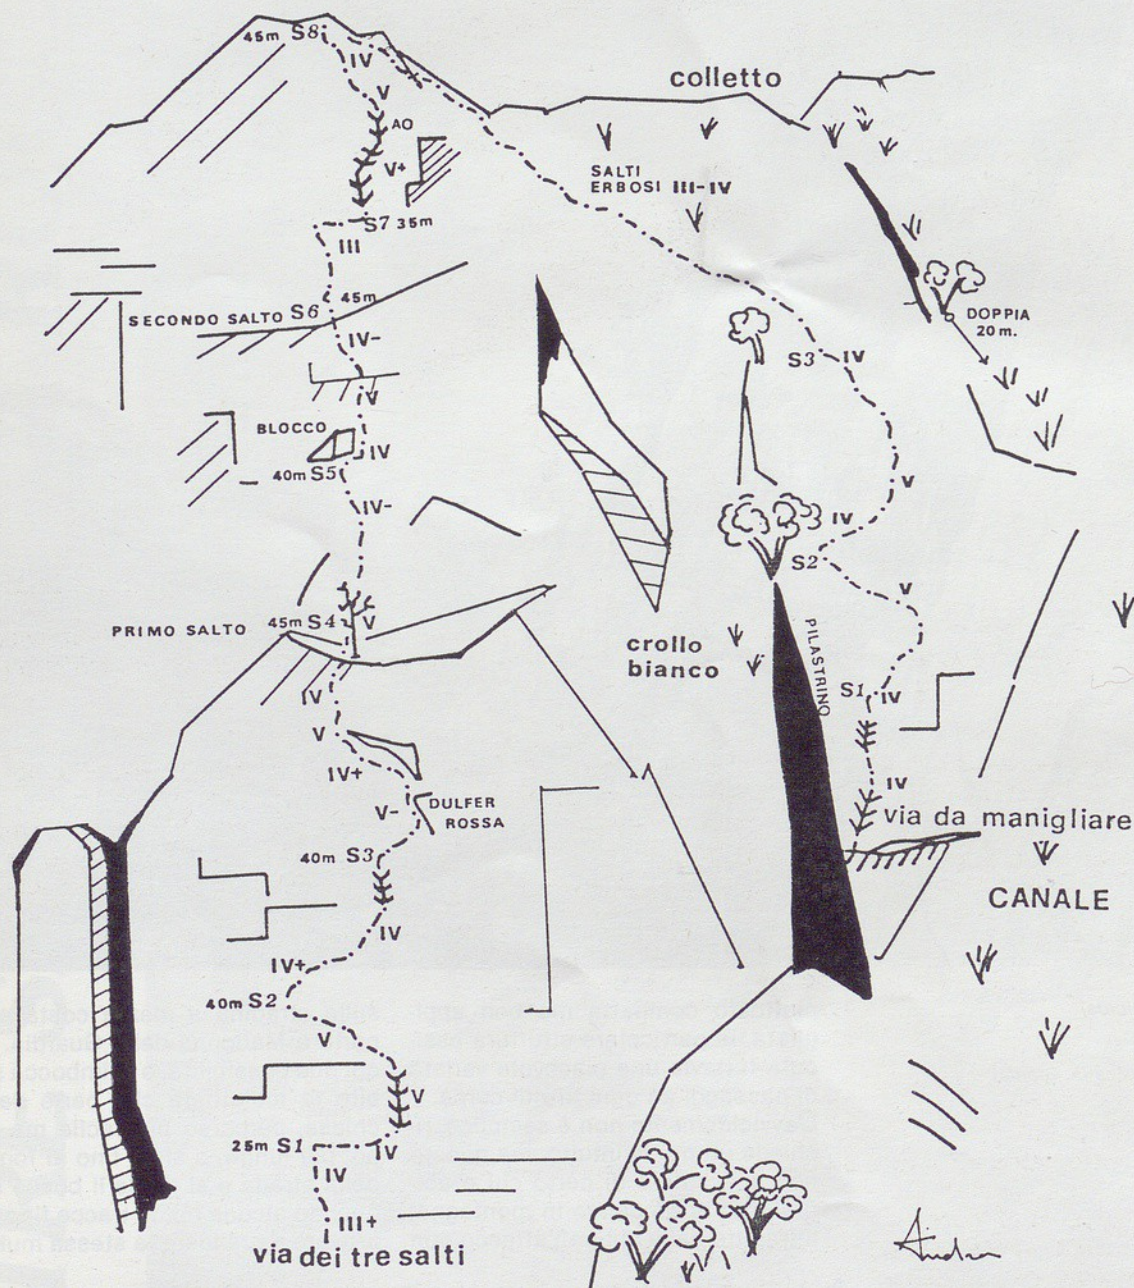 45m S8
IV
colletto
V
AO
V+
SALTI
ERBOSI III-IV
S7 35m
III
45m
SECONDO SALTO S6
DOPPIA
20 m.
IV-
S3 IV
V
BLOCCO
IV
40m S5
V
IV-
IV
S2
V
PRIMO SALTO
45m S4
V
crollo
bianco
PILASTRINO
IV
S1 IV
V
IV+
IV
V-
DULFER
ROSSA
via da manigliare
40m S3
CANALE
IV
IV+
40m S2
V
V
25m S1
IV
IV
III+
via dei tre salti